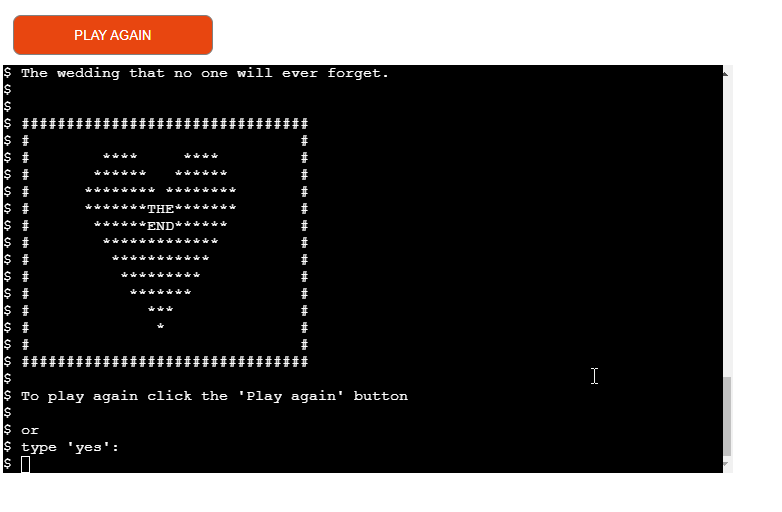 PLAY AGAIN
$ The wedding that no one will ever forget.
$
$
$ ################################
$ #                              #
$ #        ****     ****         #
$ #       ******   ******        #
$ #      ******** ********       #
$ #      *******THE*******       #
$ #       ******END******        #
$ #        *************         #
$ #         ***********          #
$ #          *********           #
$ #           *******            #
$ #             ***              #
$ #              *               #
$ #                              #
$ ################################
$
$ To play again click the 'Play again' button
$
$ or
$ type 'yes':
$